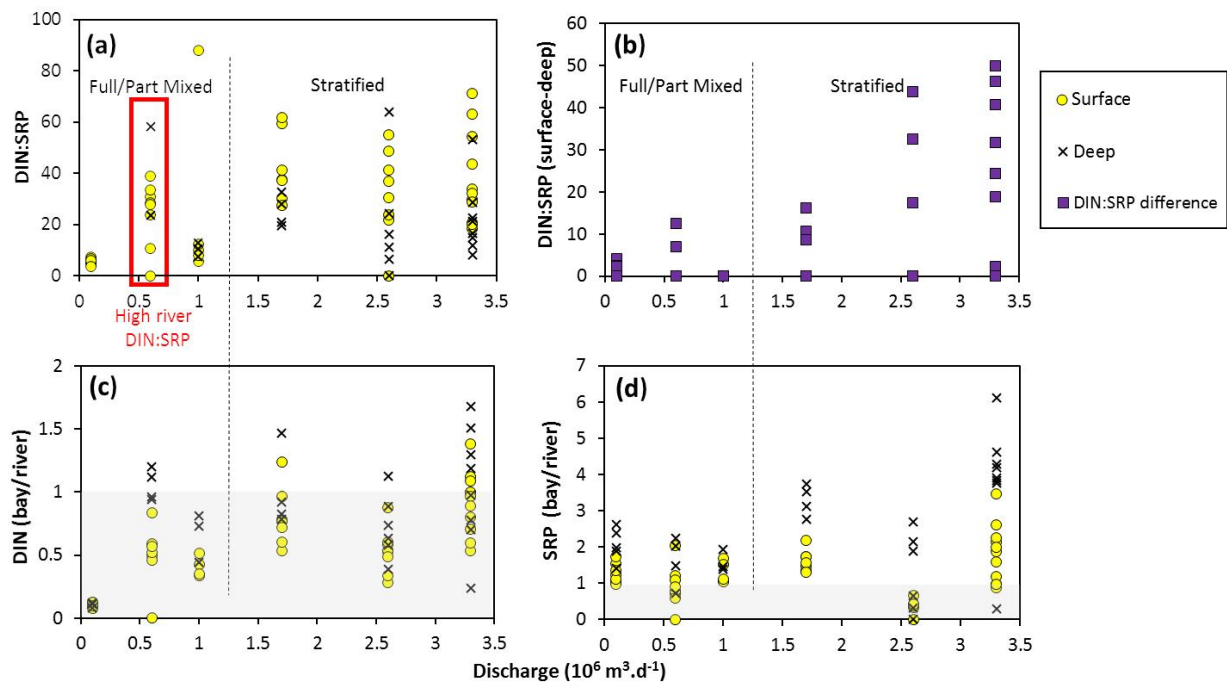 (a)
Full/Part Mixed
Stratified
High river
DIN:SRP
DIN:SRP
100
80
60
40
20
0
0 0.5 1 1.5 2 2.5 3 3.5
(b)
Full/Part Mixed
Stratified
DIN:SRP (surface-deep)
60
50
40
30
20
10
0
0 0.5 1 1.5 2 2.5 3 3.5
Surface
Deep
DIN:SRP difference
(c)
DIN (bay/river)
2
1.5
1
0.5
0
0 0.5 1 1.5 2 2.5 3 3.5
(d)
SRP (bay/river)
7
6
5
4
3
2
1
0
0 0.5 1 1.5 2 2.5 3 3.5
Discharge (10⁶ m³.d⁻¹)